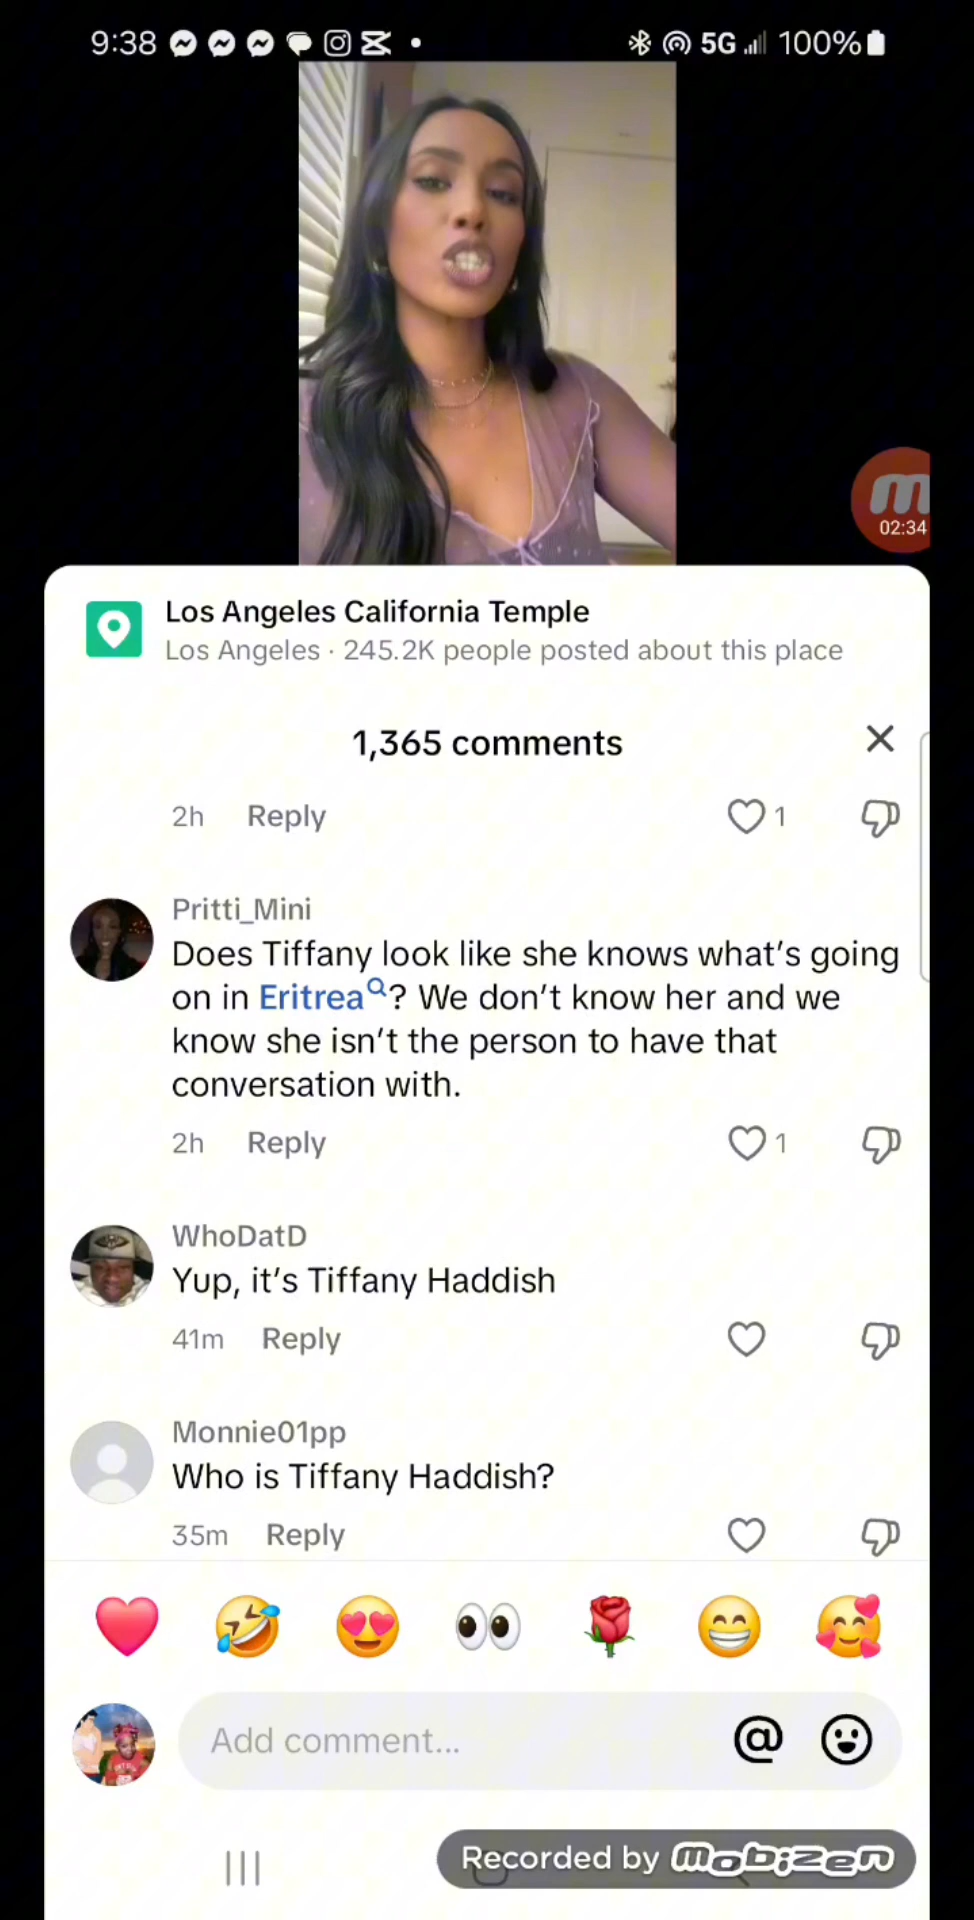 9:38
5G 100%
m
02:34
Los Angeles California Temple
Los Angeles · 245.2K people posted about this place
1,365 comments
2h Reply 1
Pritti_Mini
Does Tiffany look like she knows what's going
on in Eritrea? We don't know her and we
know she isn't the person to have that
conversation with.
2h Reply 1
WhoDatD
Yup, it's Tiffany Haddish
41m Reply
Monnie01pp
Who is Tiffany Haddish?
35m Reply
Add comment... @
Recorded by mobizen